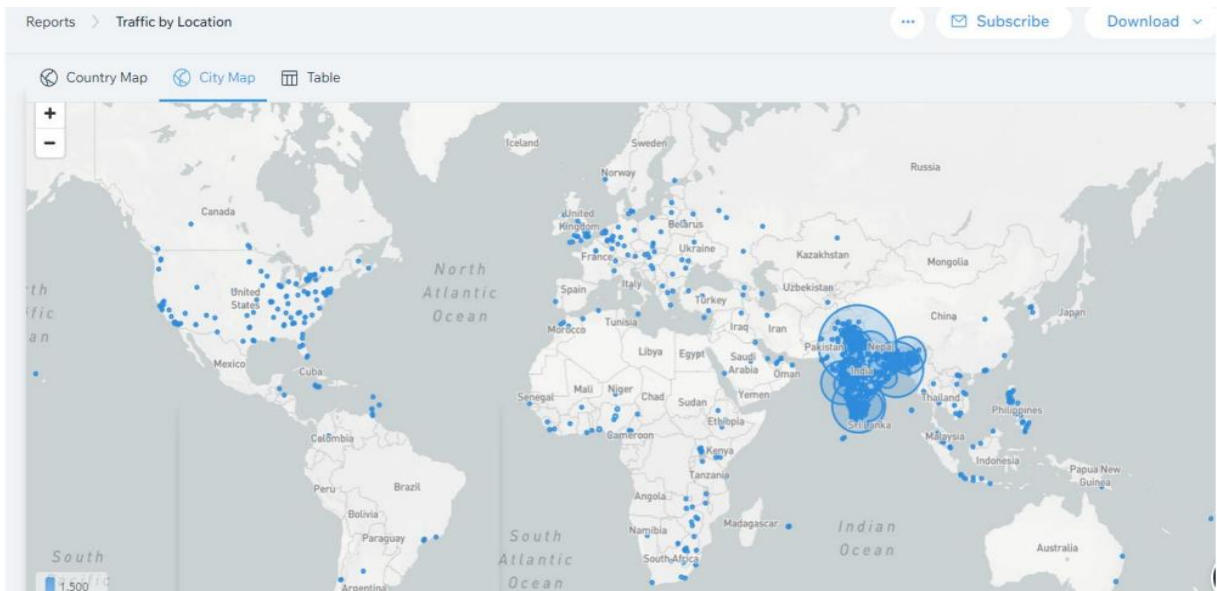 Reports > Traffic by Location
... Subscribe Download
Country Map City Map Table
+
−
Iceland
Sweden
Norway
Russia
Canada
United Kingdom
Belarus
Ukraine
France
Kazakhstan
Mongolia
North Atlantic Ocean
United States
Spain
Italy
Turkey
Uzbekistan
China
Japan
Morocco
Tunisia
Iraq
Iran
Pakistan
Nepal
Mexico
Cuba
Libya
Egypt
Saudi Arabia
Oman
India
Senegal
Mali
Niger
Chad
Sudan
Yemen
Thailand
Philippines
Colombia
Cameroon
Ethiopia
Sri Lanka
Malaysia
Kenya
Indonesia
Papua New Guinea
Tanzania
Peru
Brazil
Angola
Bolivia
Namibia
Madagascar
Indian Ocean
Paraguay
South Atlantic Ocean
South Africa
Australia
South Pacific
1,500
Argentina